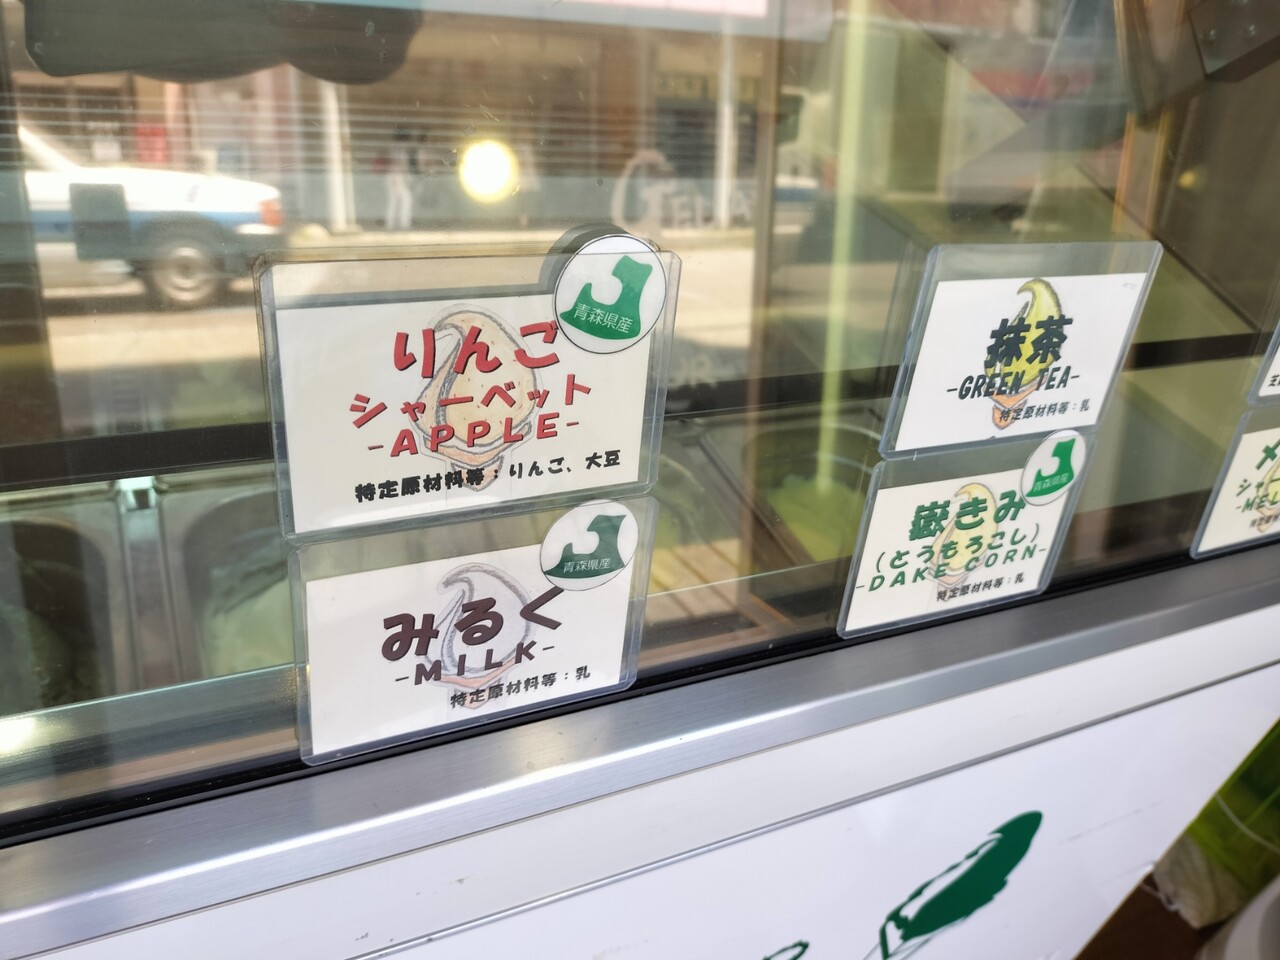 りんご
シャーベット
-APPLE-
特定原材料等：りんご、大豆
青森県産
みるく
-MILK-
特定原材料等：乳
青森県産
抹茶
-GREEN TEA-
特定原材料等：乳
嶽きみ
(とうもろこし)
-DAKE CORN-
特定原材料等：乳
青森県産